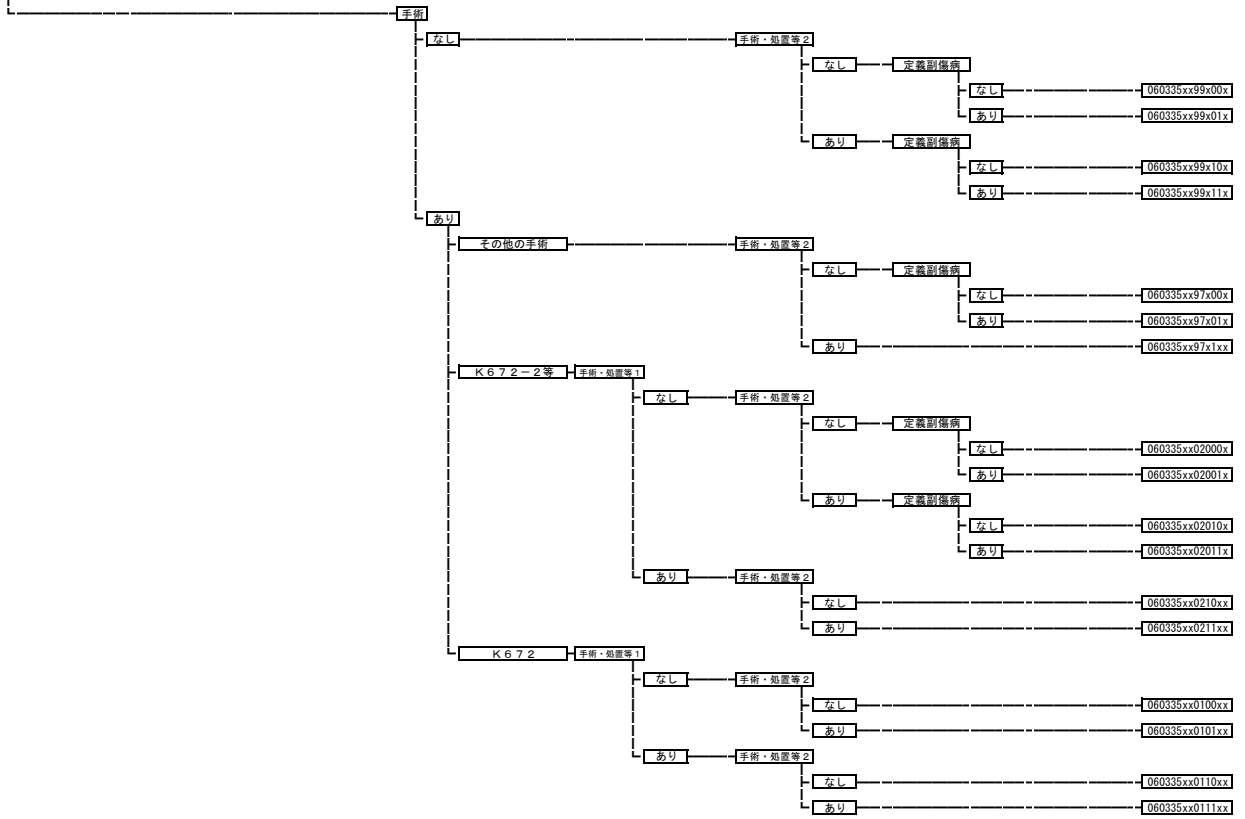 手術
なし 手術・処置等2
なし 定義副傷病
なし 060335xx99x00x
あり 060335xx99x01x
あり 定義副傷病
なし 060335xx99x10x
あり 060335xx99x11x
あり
その他の手術 手術・処置等2
なし 定義副傷病
なし 060335xx97x00x
あり 060335xx97x01x
あり 060335xx97x1xx
K672-2等 手術・処置等1
なし 手術・処置等2
なし 定義副傷病
なし 060335xx02000x
あり 060335xx02001x
あり 定義副傷病
なし 060335xx02010x
あり 060335xx02011x
あり 手術・処置等2
なし 060335xx0210xx
あり 060335xx0211xx
K672 手術・処置等1
なし 手術・処置等2
なし 060335xx0100xx
あり 060335xx0101xx
あり 手術・処置等2
なし 060335xx0110xx
あり 060335xx0111xx